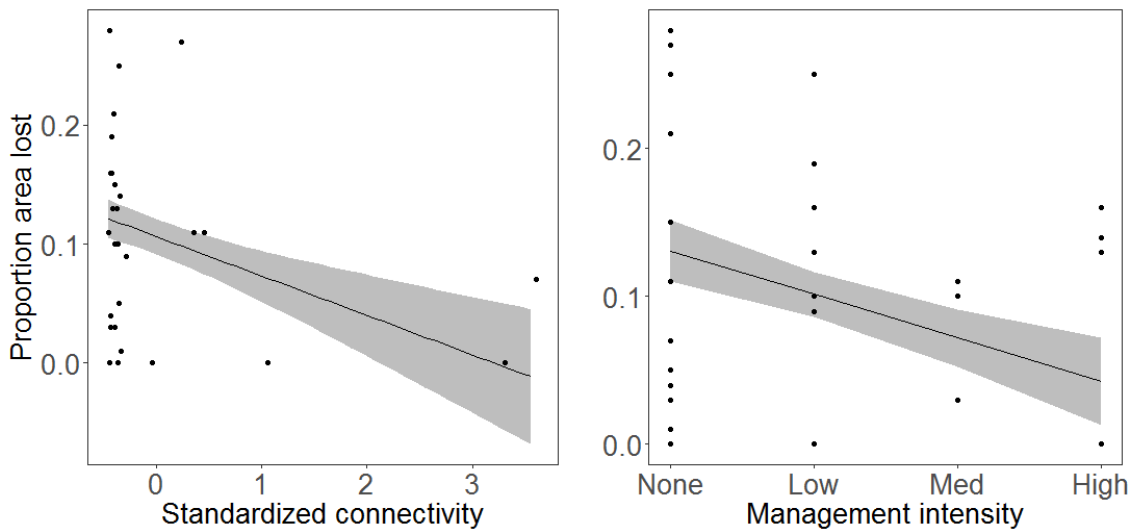 Proportion area lost
0.2
0.1
0.0
0 1 2 3
Standardized connectivity
0.2
0.1
0.0
None Low Med High
Management intensity